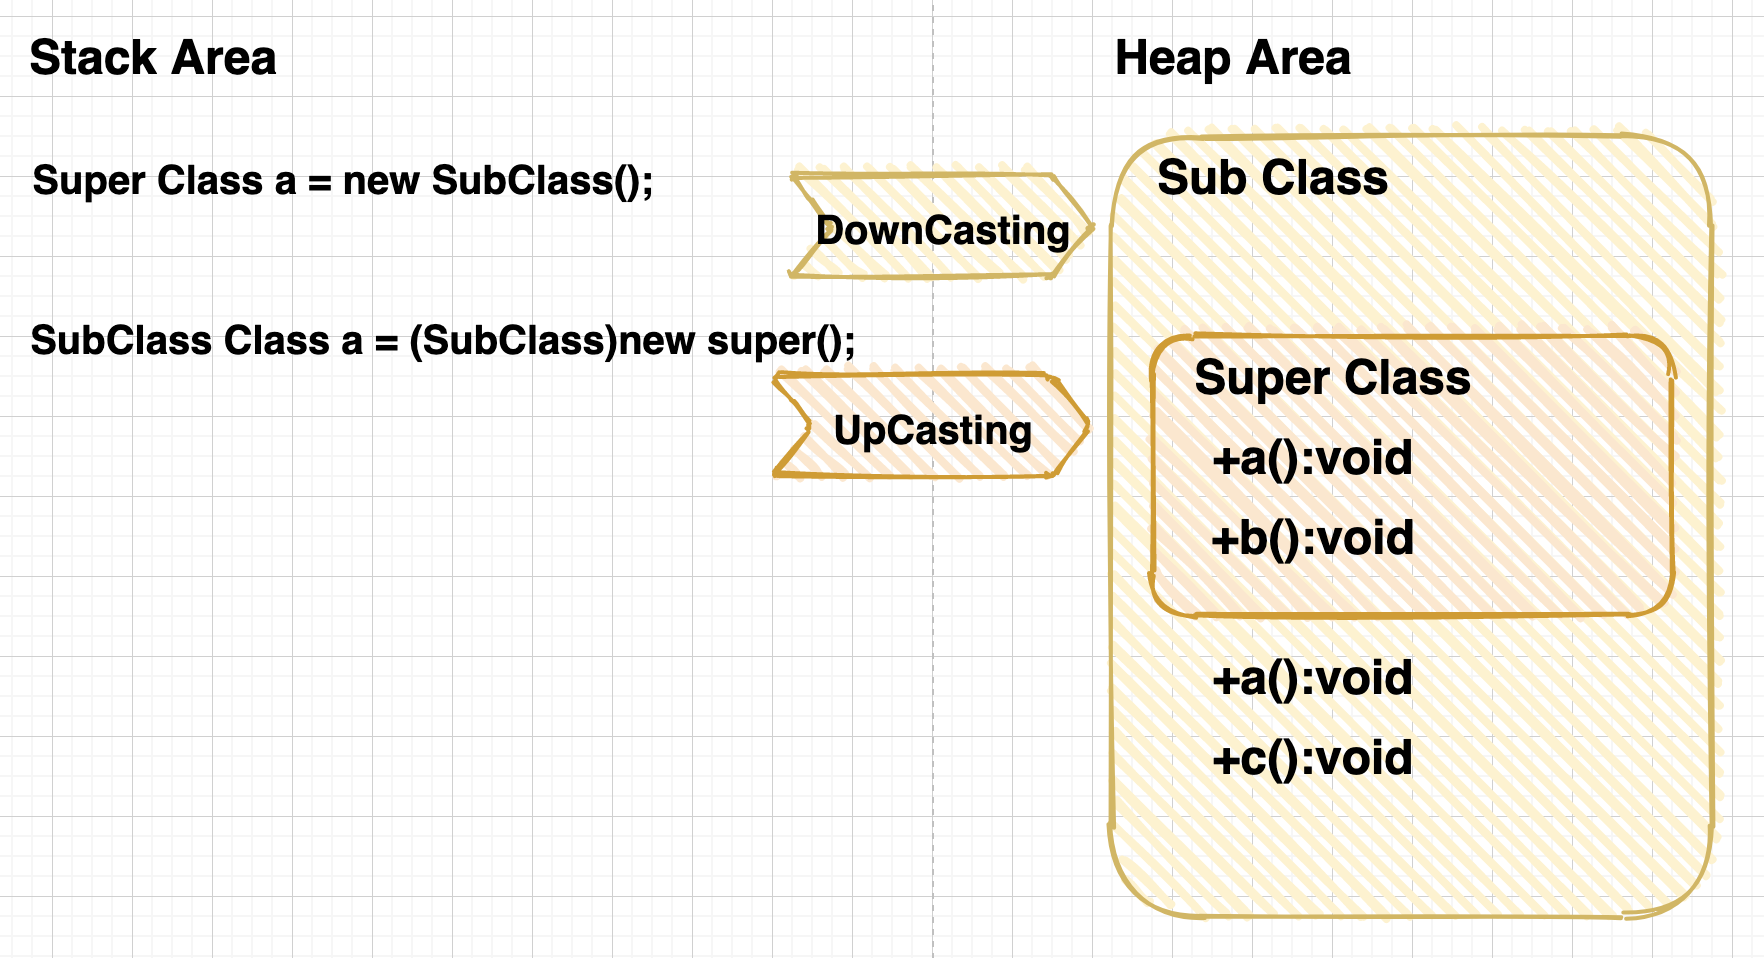 Stack Area
Heap Area
Super Class a = new SubClass();
DownCasting
SubClass Class a = (SubClass)new super();
UpCasting
Sub Class
Super Class
+a():void
+b():void
+a():void
+c():void